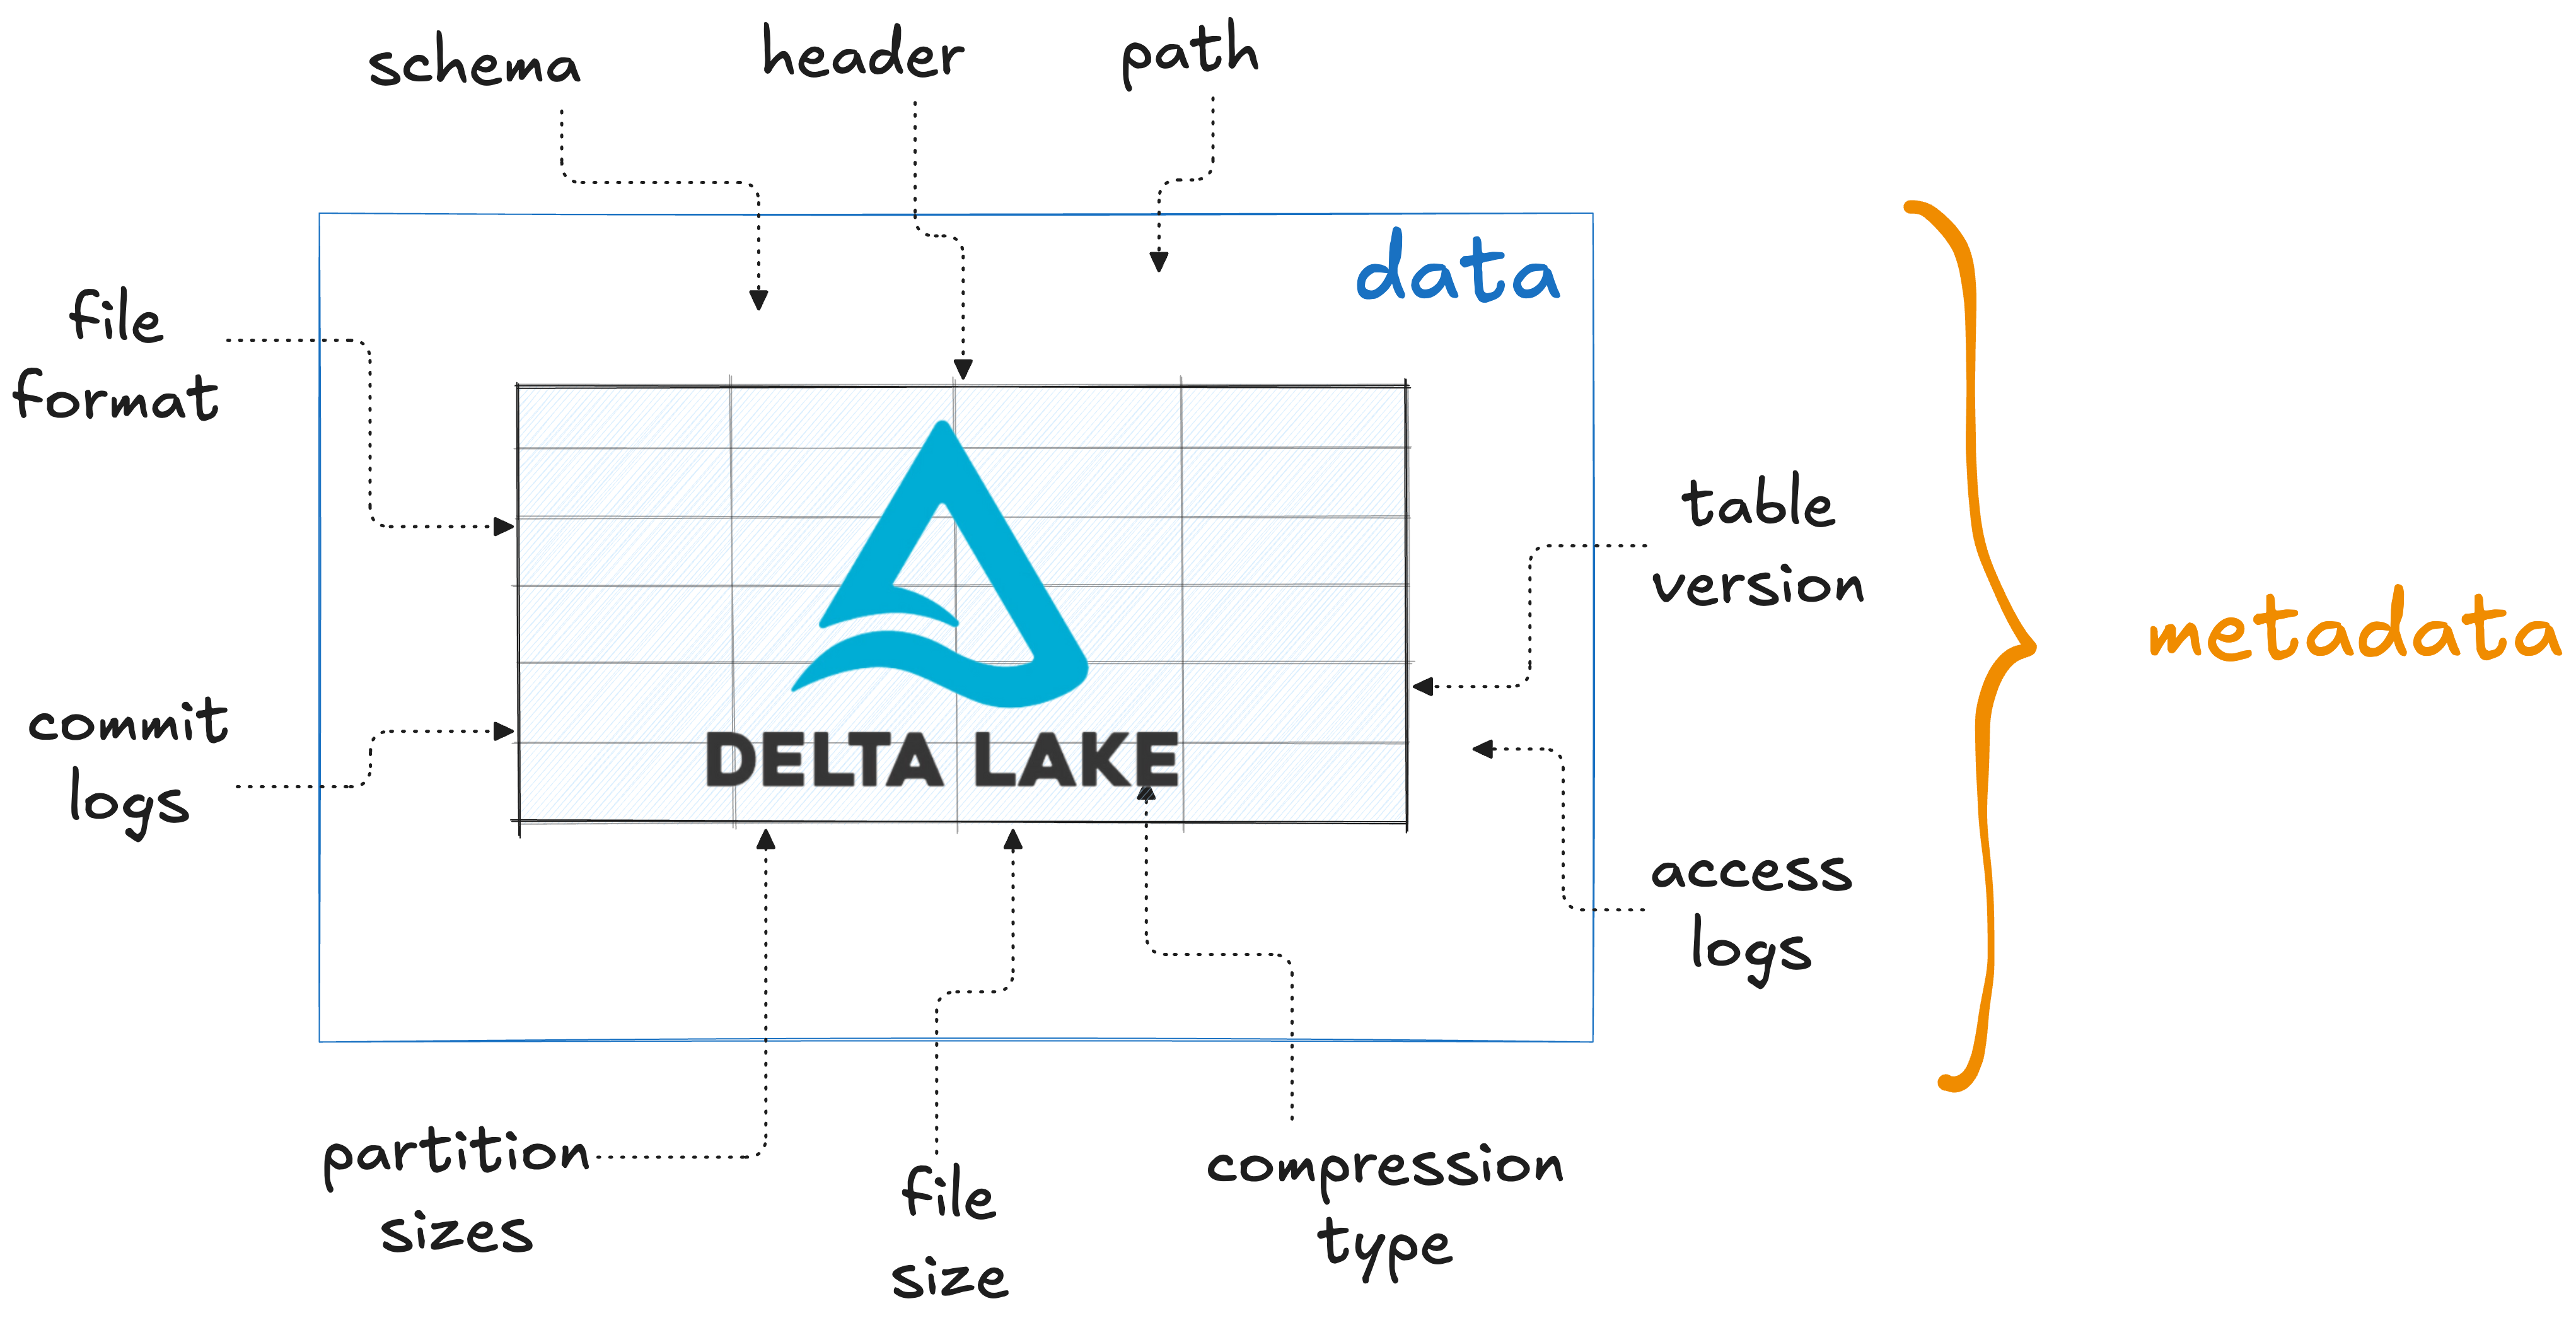 schema
header
path
data
file
format
table
version
metadata
commit
logs
DELTA LAKE
access
logs
partition
sizes
file
size
compression
type